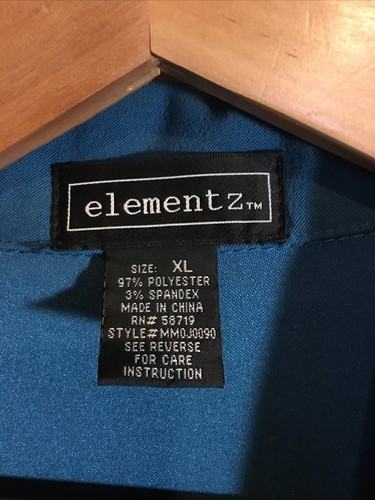 elementz™
SIZE: XL
97% POLYESTER
3% SPANDEX
MADE IN CHINA
RN# 58719
STYLE# MM0J0090
SEE REVERSE
FOR CARE
INSTRUCTION